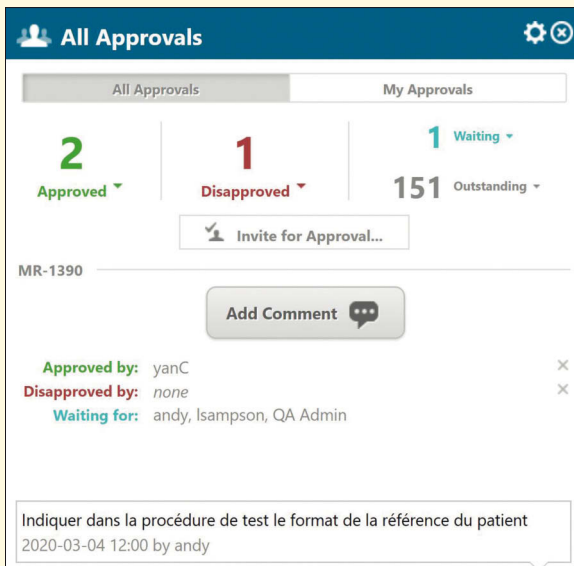 All Approvals
All Approvals My Approvals
2 1 1 Waiting
Approved Disapproved 151 Outstanding
Invite for Approval...
MR-1390
Add Comment
Approved by: yanC
Disapproved by: none
Waiting for: andy, lsampson, QA Admin
Indiquer dans la procédure de test le format de la référence du patient
2020-03-04 12:00 by andy